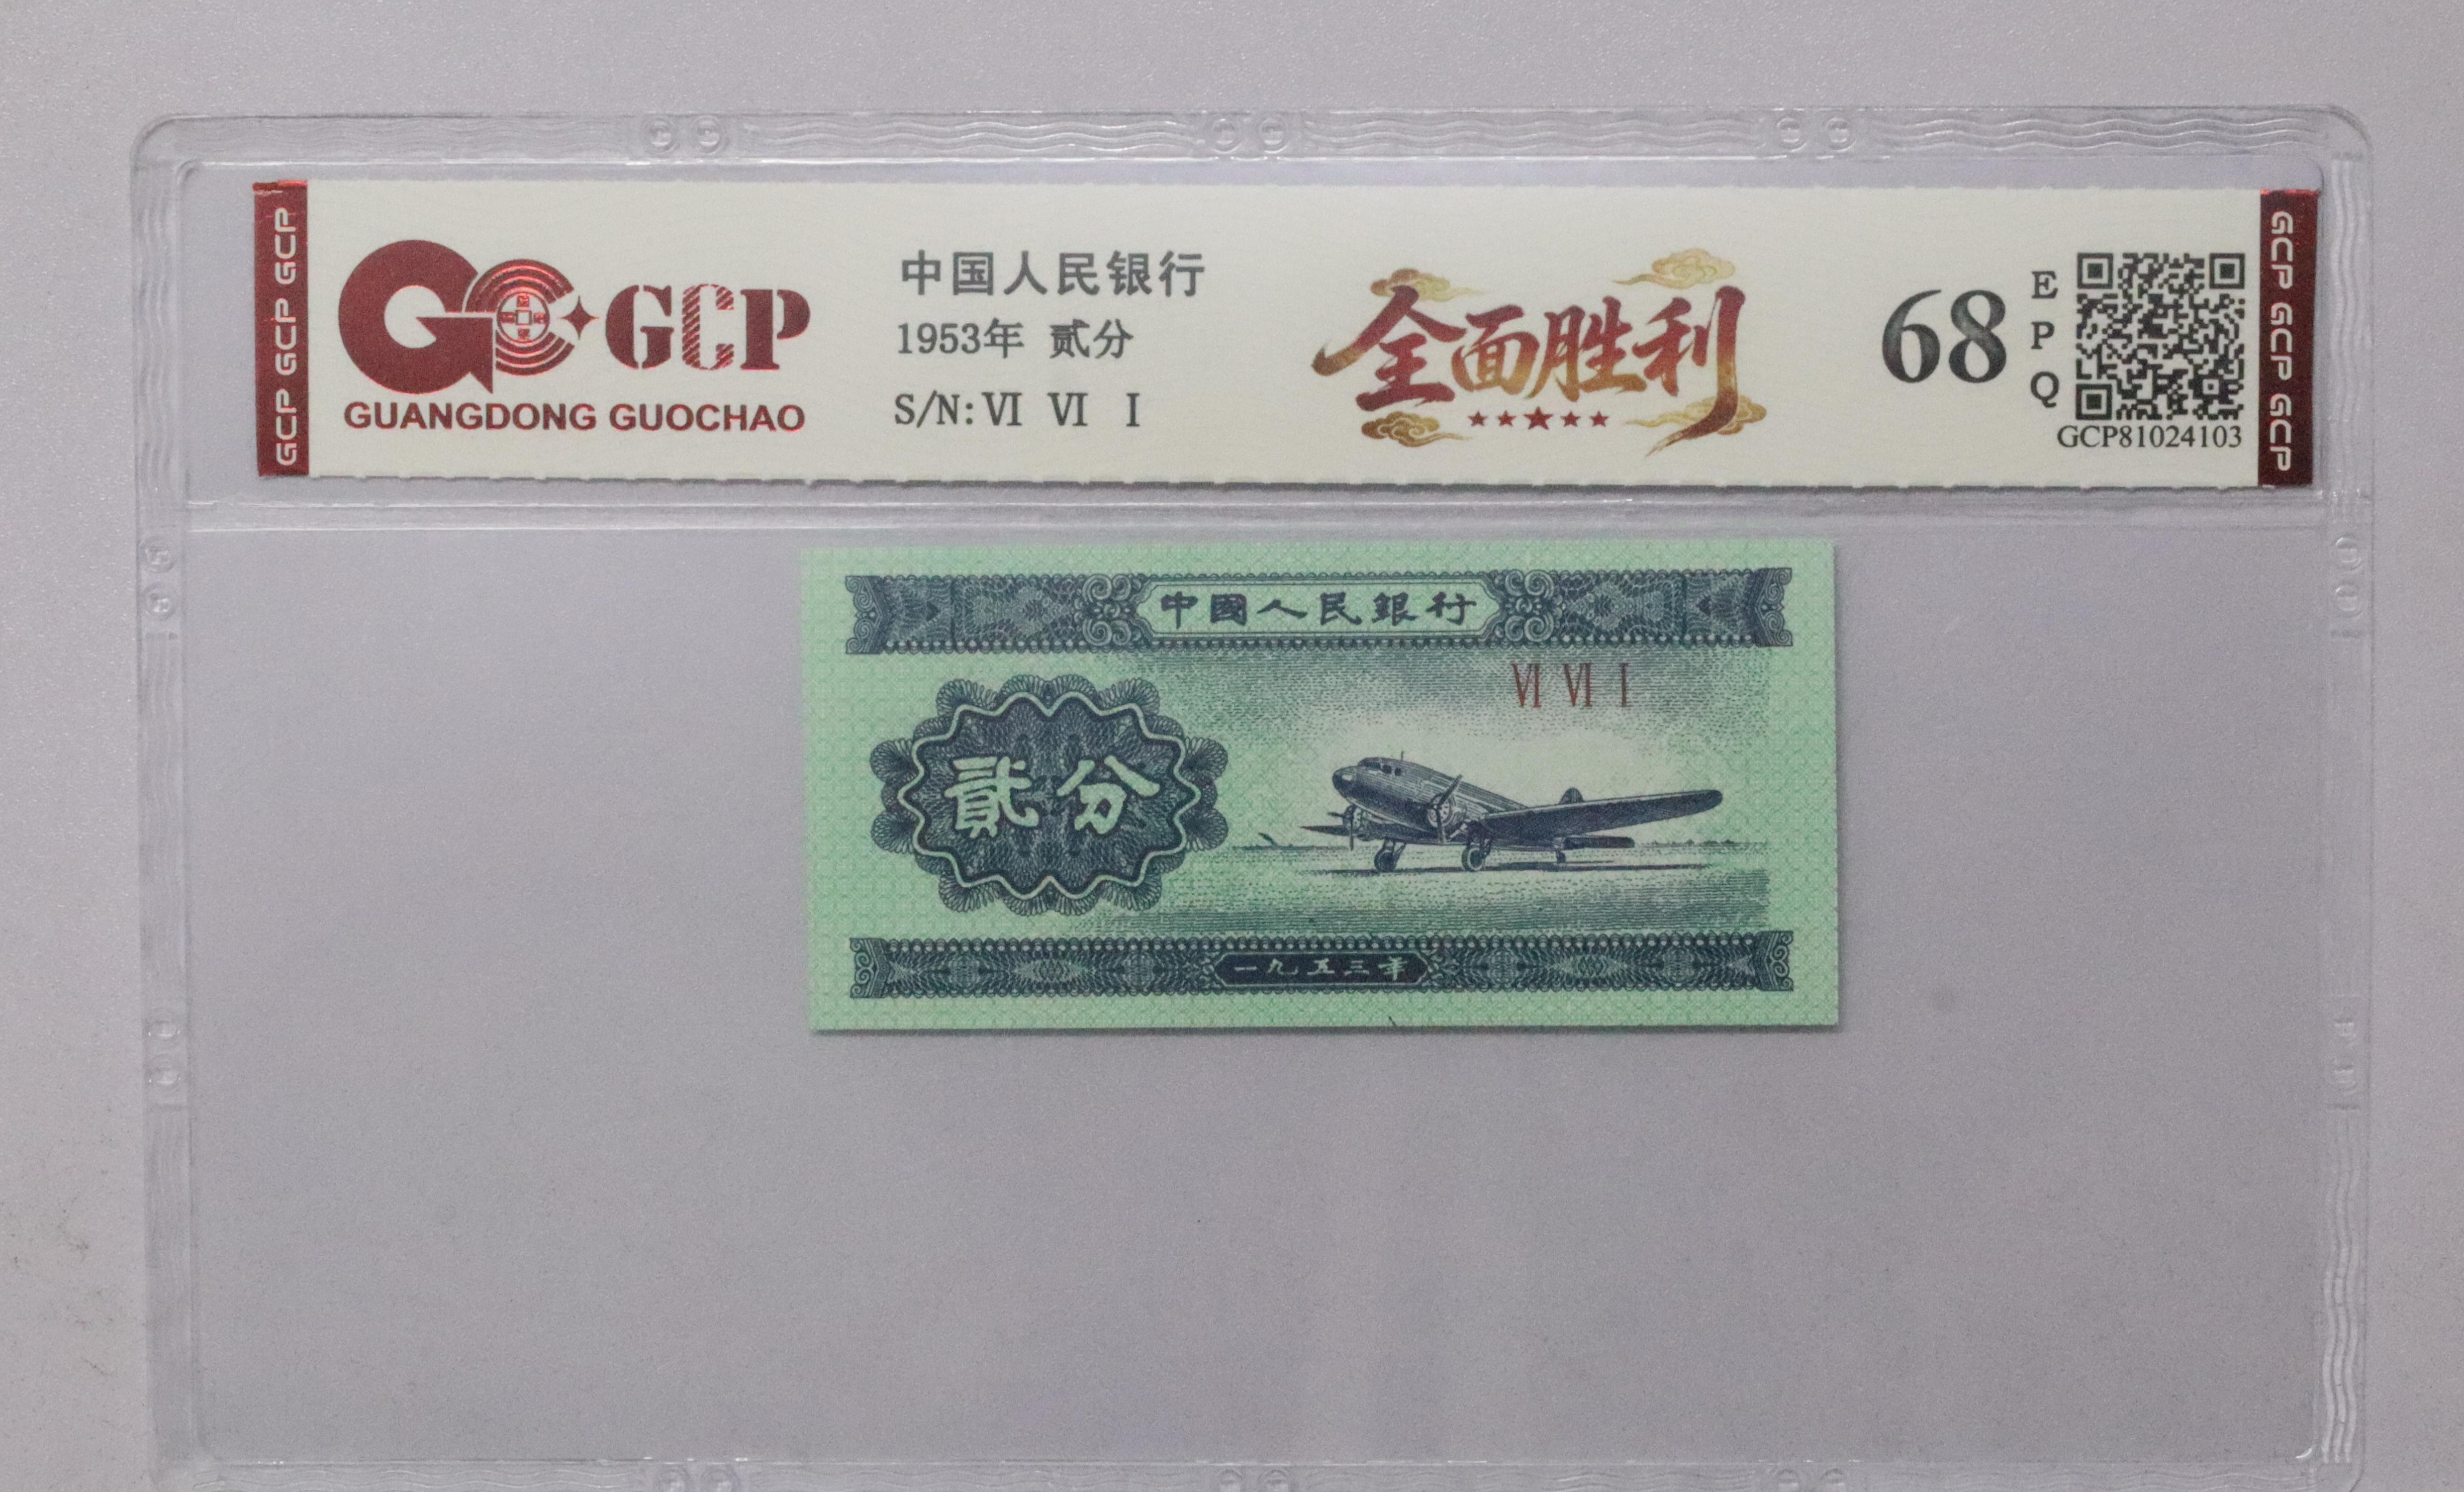 GCP GCP GCP
GCP
GUANGDONG GUOCHAO
中国人民银行
1953年 贰分
S/N: VI VI I
全面胜利
68
E
P
Q
GCP81024103
GCP GCP GCP
中國人民銀行
VI VI I
貳分
一九五三年